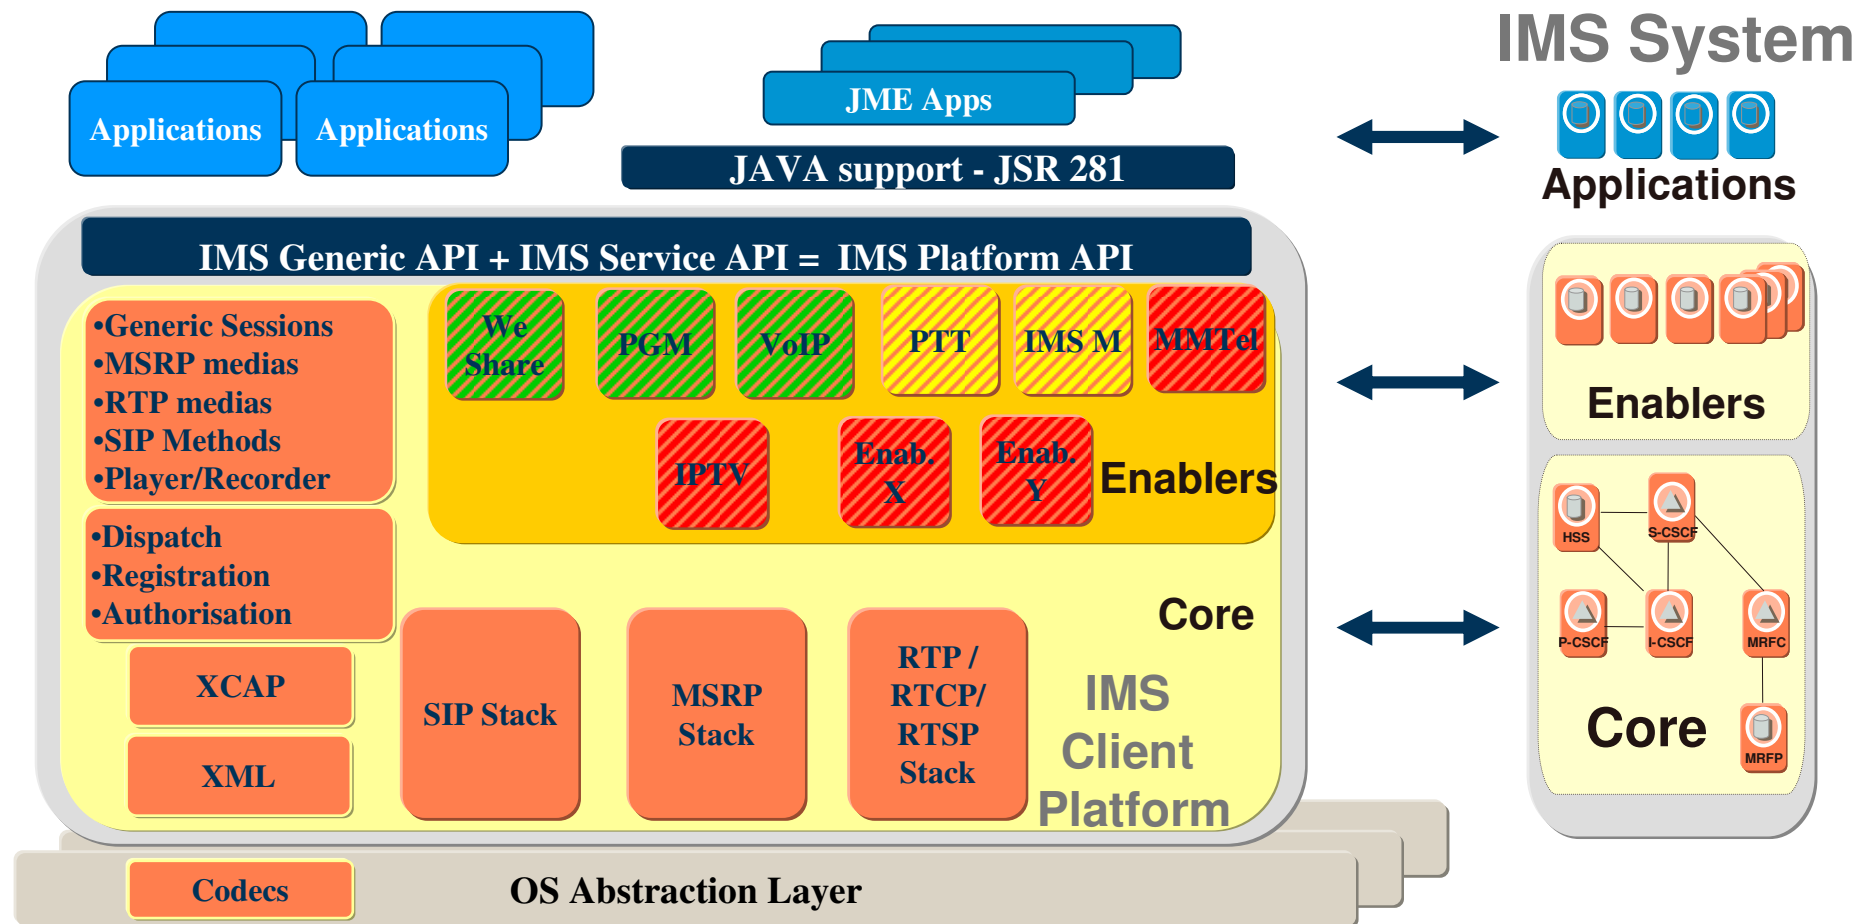 IMS System
Applications
Applications
JME Apps
JAVA support - JSR 281
Applications
IMS Generic API + IMS Service API = IMS Platform API
•Generic Sessions
•MSRP medias
•RTP medias
•SIP Methods
•Player/Recorder
We
Share
PGM
VoIP
PTT
IMS M
MMTel
IPTV
Enab.
X
Enab.
Y
Enablers
•Dispatch
•Registration
•Authorisation
Core
XCAP
XML
SIP Stack
MSRP
Stack
RTP /
RTCP/
RTSP
Stack
IMS
Client
Platform
Codecs
OS Abstraction Layer
Enablers
HSS
S-CSCF
P-CSCF
I-CSCF
MRFC
Core
MRFP